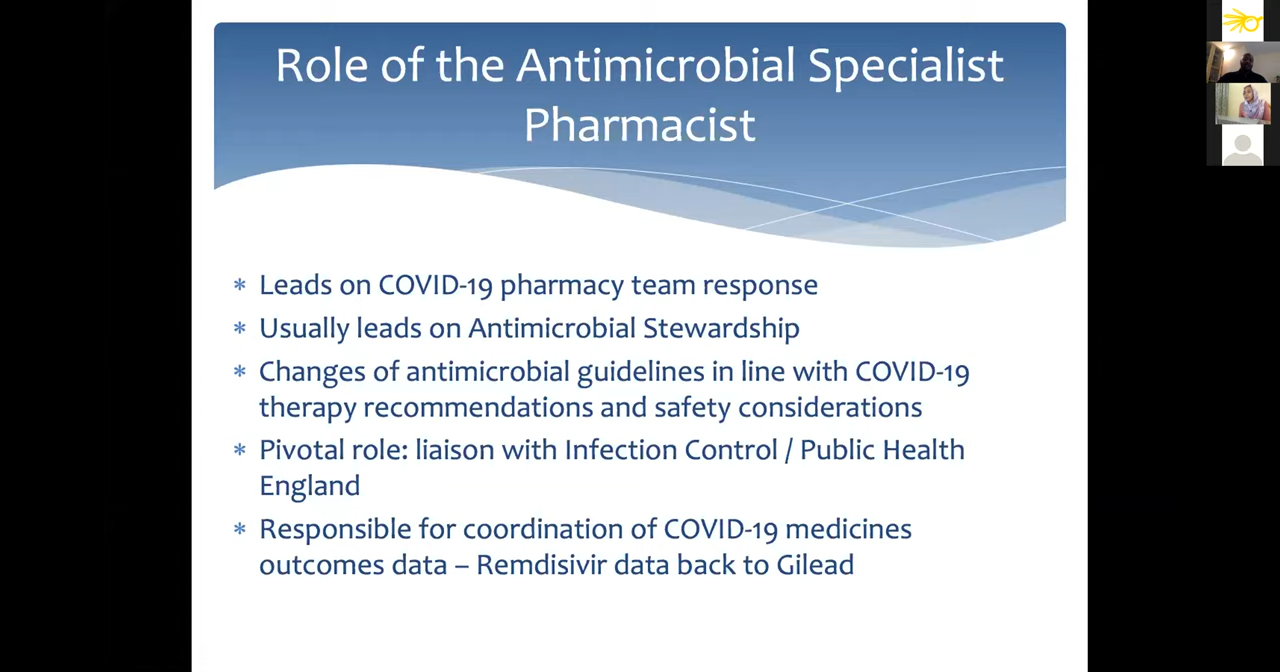 Role of the Antimicrobial Specialist
Pharmacist
* Leads on COVID-19 pharmacy team response
* Usually leads on Antimicrobial Stewardship
* Changes of antimicrobial guidelines in line with COVID-19
therapy recommendations and safety considerations
* Pivotal role: liaison with Infection Control / Public Health
England
* Responsible for coordination of COVID-19 medicines
outcomes data – Remdisivir data back to Gilead